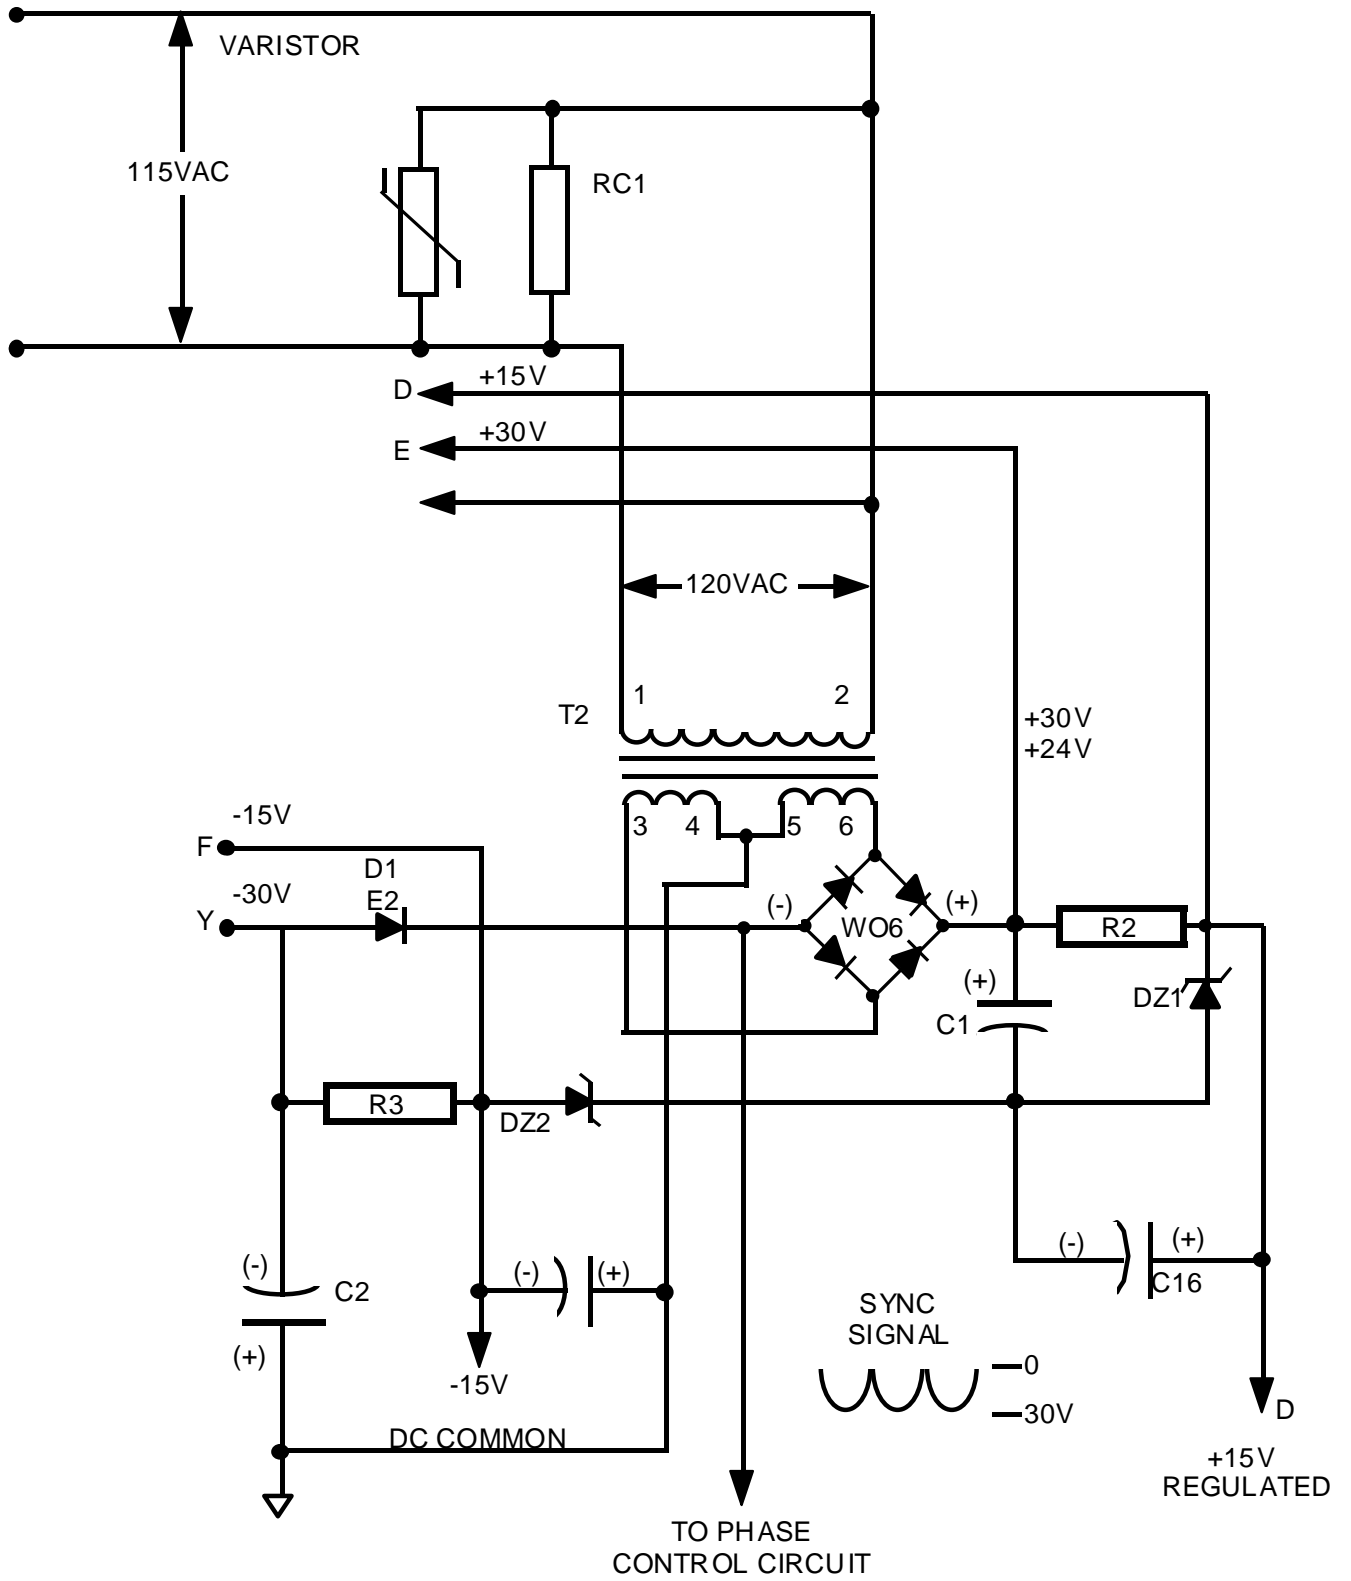 VARISTOR
115VAC
RC1
D
+15V
E
+30V
120VAC
1
2
T2
+30V
+24V
3
4
5
6
-15V
F
D1
E2
-30V
Y
(-)
WO6
(+)
R2
(+)
C1
DZ1
R3
DZ2
(-)
C2
(+)
(-)
(+)
-15V
(-)
(+)
C16
SYNC
SIGNAL
0
30V
D
DC COMMON
+15V
REGULATED
TO PHASE
CONTROL CIRCUIT